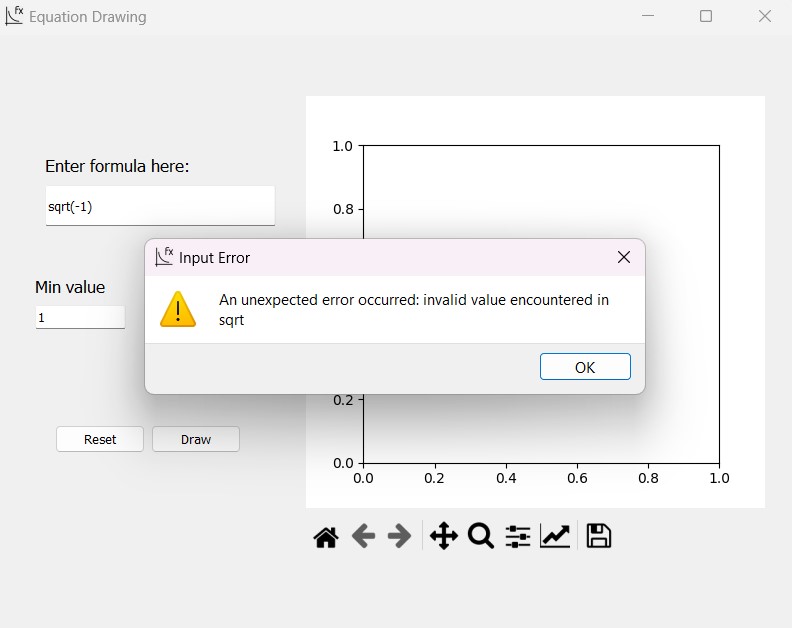 fx
Equation Drawing
Enter formula here:
sqrt(-1)
Min value
1
Reset
Draw
fx
Input Error
An unexpected error occurred: invalid value encountered in
sqrt
OK
1.0
0.8
0.2
0.0
0.0 0.2 0.4 0.6 0.8 1.0